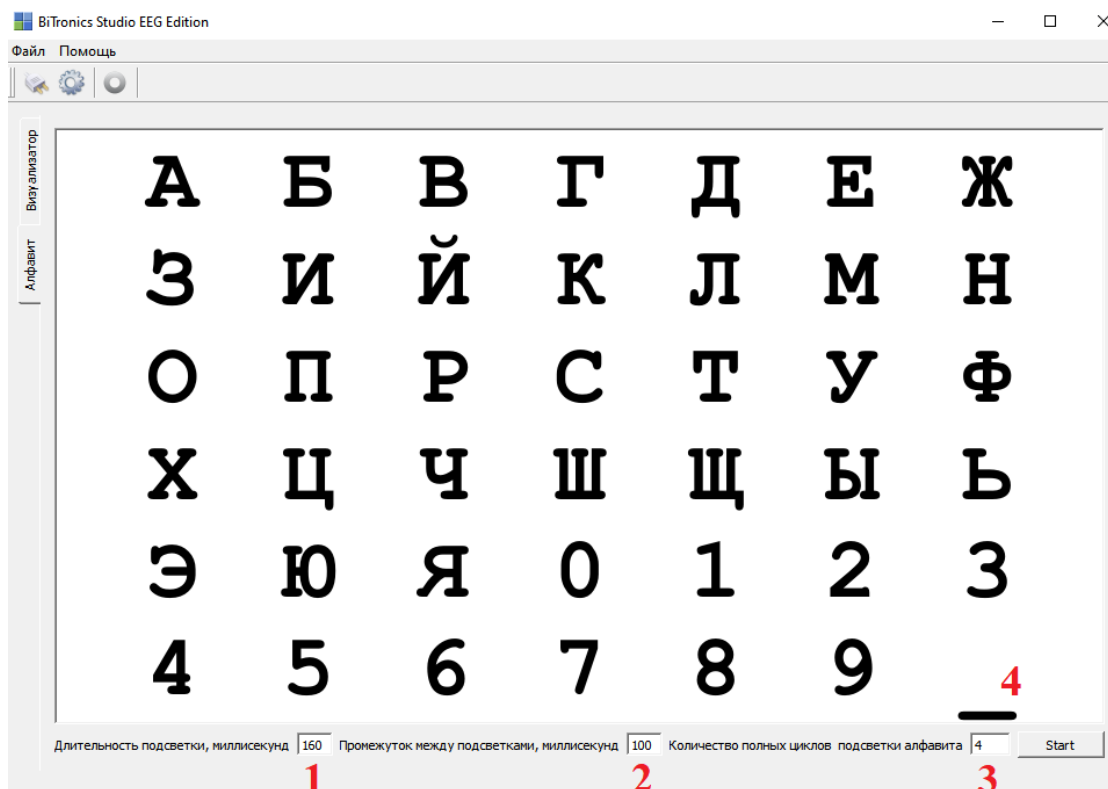 BiTronics Studio EEG Edition
Файл Помощь
Визуализатор
Алфавит
А Б В Г Д Е Ж
З И Й К Л М Н
О П Р С Т У Ф
Х Ц Ч Ш Щ Ы Ь
Э Ю Я 0 1 2 3
4 5 6 7 8 9 _
4
Длительность подсветки, миллисекунд 160 Промежуток между подсветками, миллисекунд 100 Количество полных циклов подсветки алфавита 4 Start
1 2 3